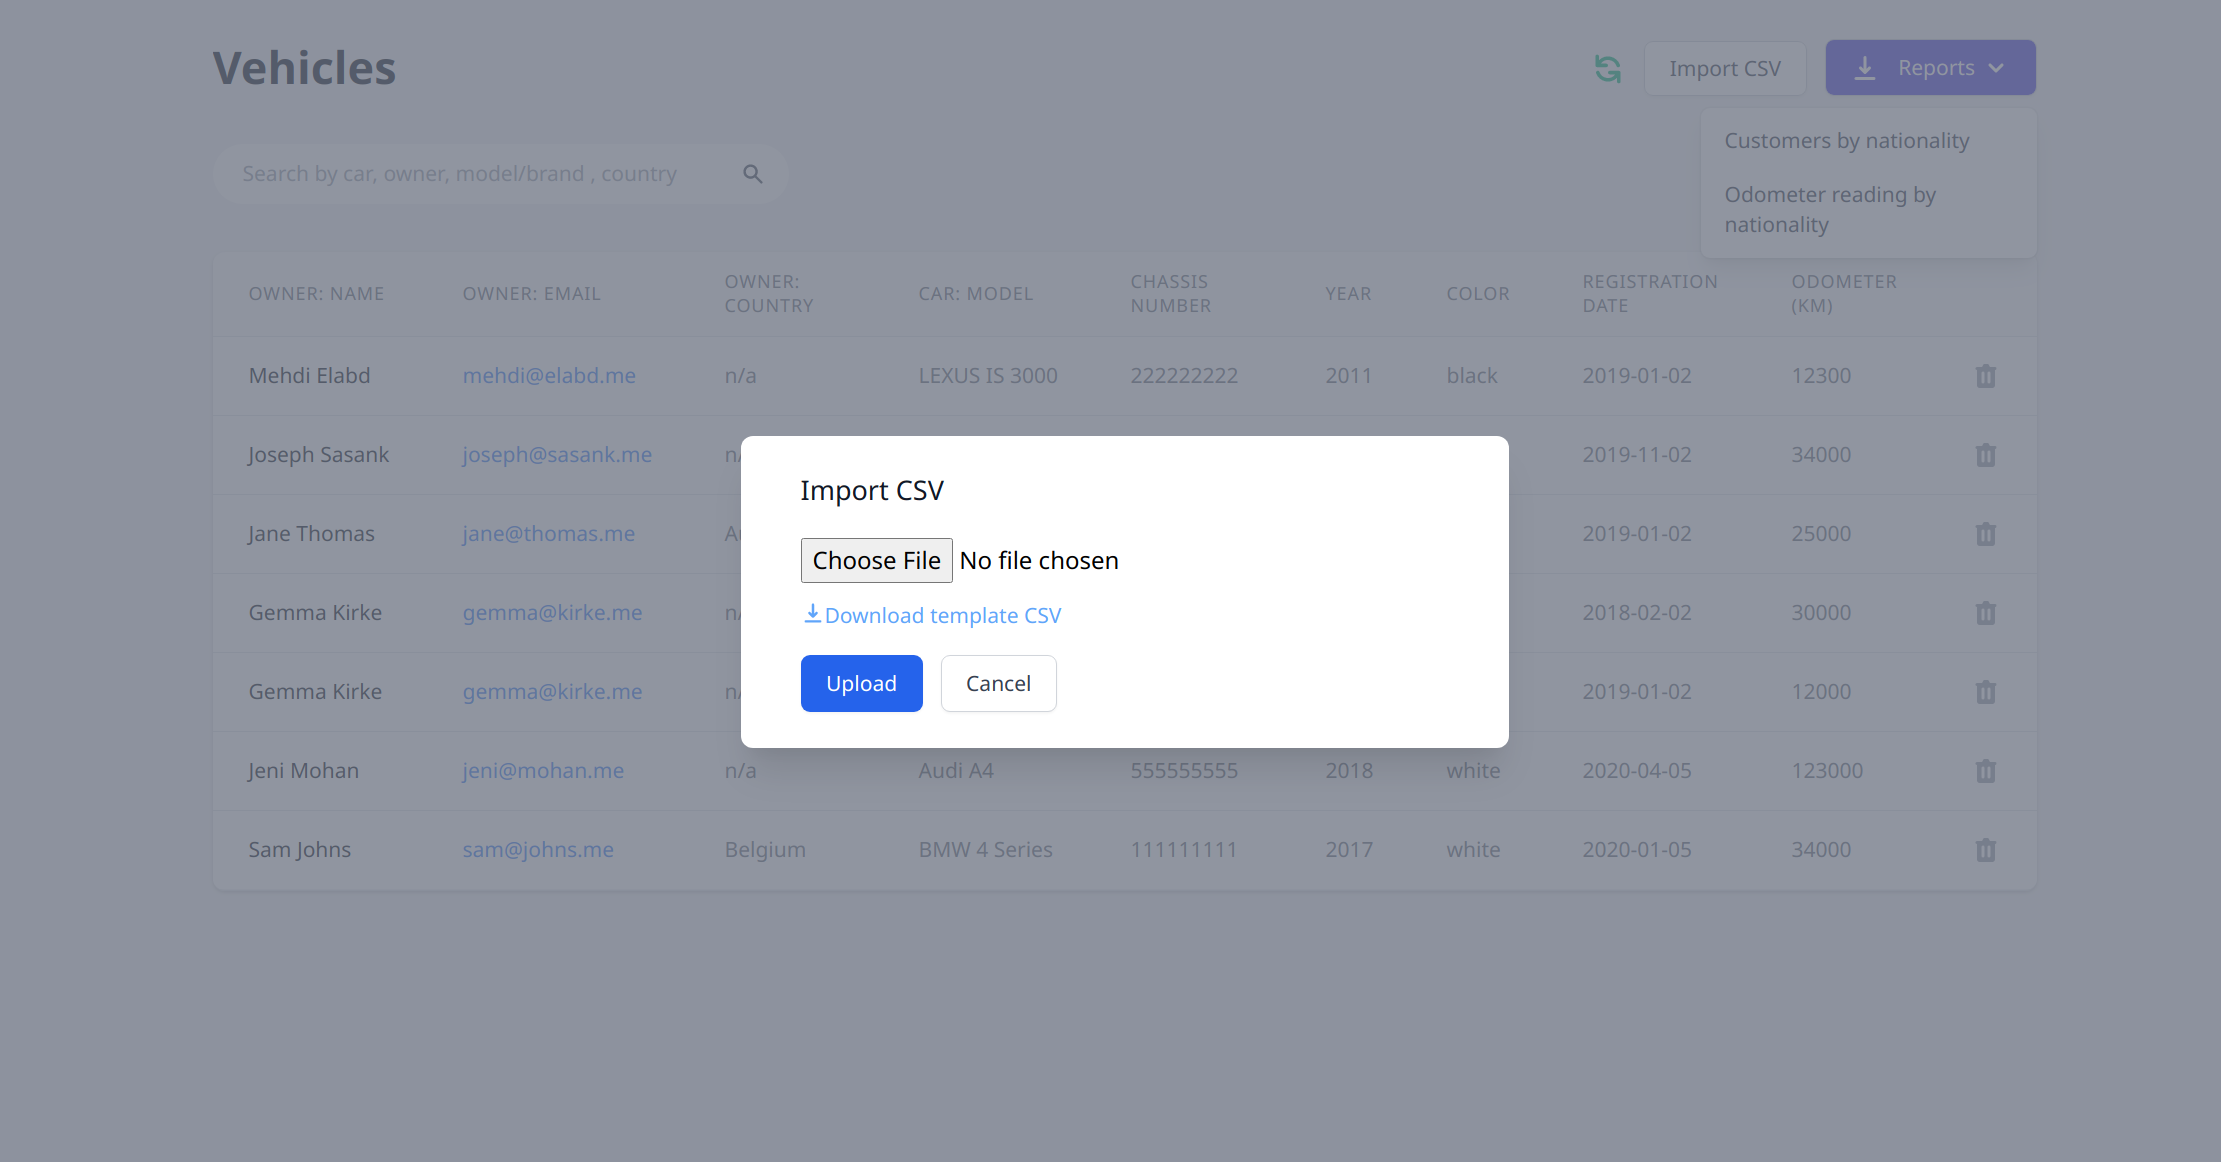 Vehicles
Import CSV
Reports
Customers by nationality
Odometer reading by
nationality
Search by car, owner, model/brand , country
OWNER: NAME OWNER: EMAIL OWNER: COUNTRY CAR: MODEL CHASSIS NUMBER YEAR COLOR REGISTRATION DATE ODOMETER (KM)
Mehdi Elabd mehdi@elabd.me n/a LEXUS IS 3000 222222222 2011 black 2019-01-02 12300
Joseph Sasank joseph@sasank.me 2019-11-02 34000
Jane Thomas jane@thomas.me 2019-01-02 25000
Gemma Kirke gemma@kirke.me 2018-02-02 30000
Gemma Kirke gemma@kirke.me 2019-01-02 12000
Jeni Mohan jeni@mohan.me n/a Audi A4 555555555 2018 white 2020-04-05 123000
Sam Johns sam@johns.me Belgium BMW 4 Series 111111111 2017 white 2020-01-05 34000
Import CSV
Choose File No file chosen
Download template CSV
Upload Cancel